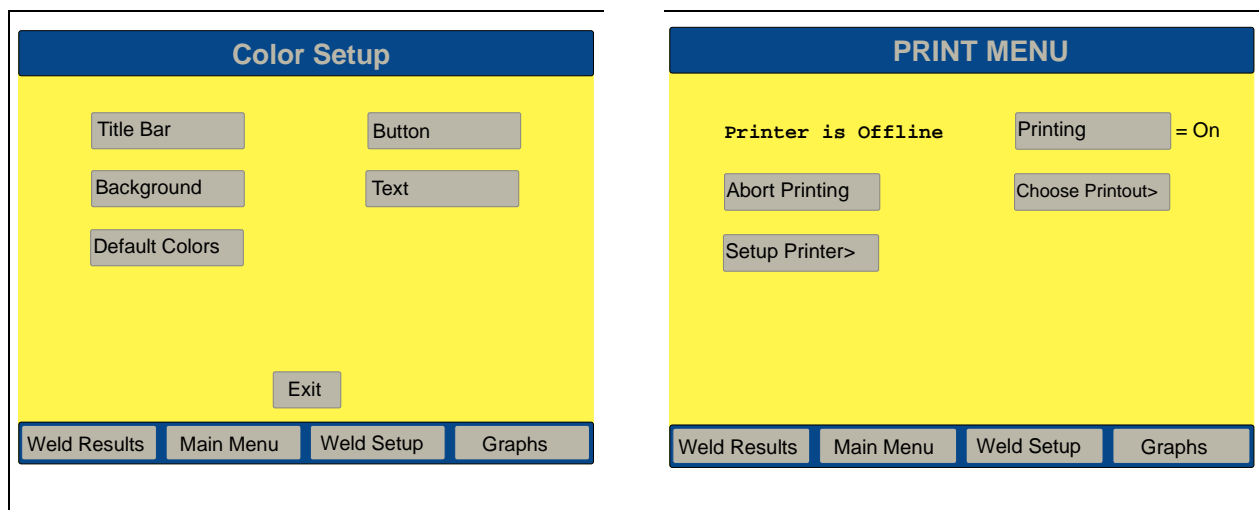 Color Setup
Title Bar
Button
Background
Text
Default Colors
Exit
Weld Results Main Menu Weld Setup Graphs
PRINT MENU
Printer is Offline
Printing = On
Abort Printing
Choose Printout>
Setup Printer>
Weld Results Main Menu Weld Setup Graphs